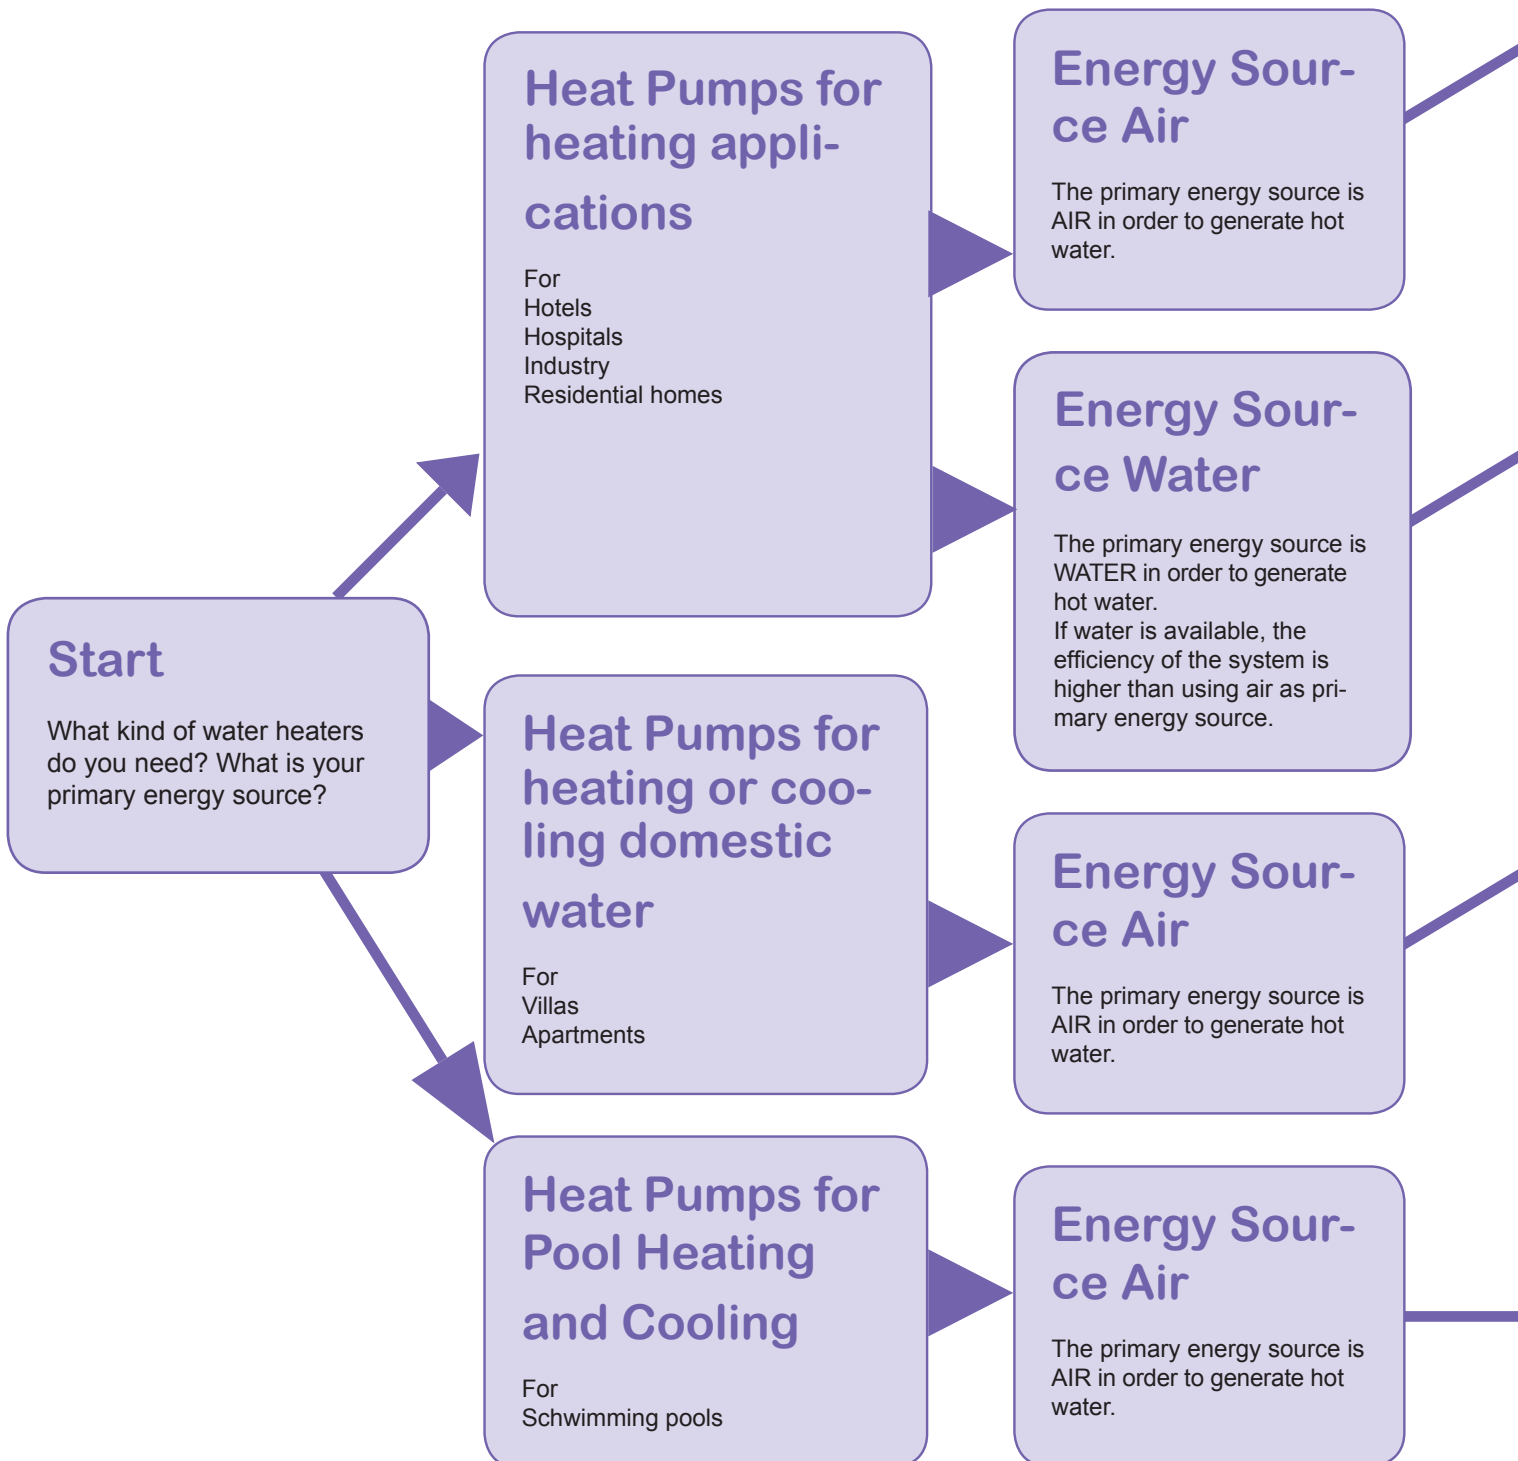 Start
What kind of water heaters
do you need? What is your
primary energy source?
Heat Pumps for
heating appli-
cations
For
Hotels
Hospitals
Industry
Residential homes
Energy Sour-
ce Air
The primary energy source is
AIR in order to generate hot
water.
Energy Sour-
ce Water
The primary energy source is
WATER in order to generate
hot water.
If water is available, the
efficiency of the system is
higher than using air as pri-
mary energy source.
Heat Pumps for
heating or coo-
ling domestic
water
For
Villas
Apartments
Energy Sour-
ce Air
The primary energy source is
AIR in order to generate hot
water.
Heat Pumps for
Pool Heating
and Cooling
For
Schwimming pools
Energy Sour-
ce Air
The primary energy source is
AIR in order to generate hot
water.